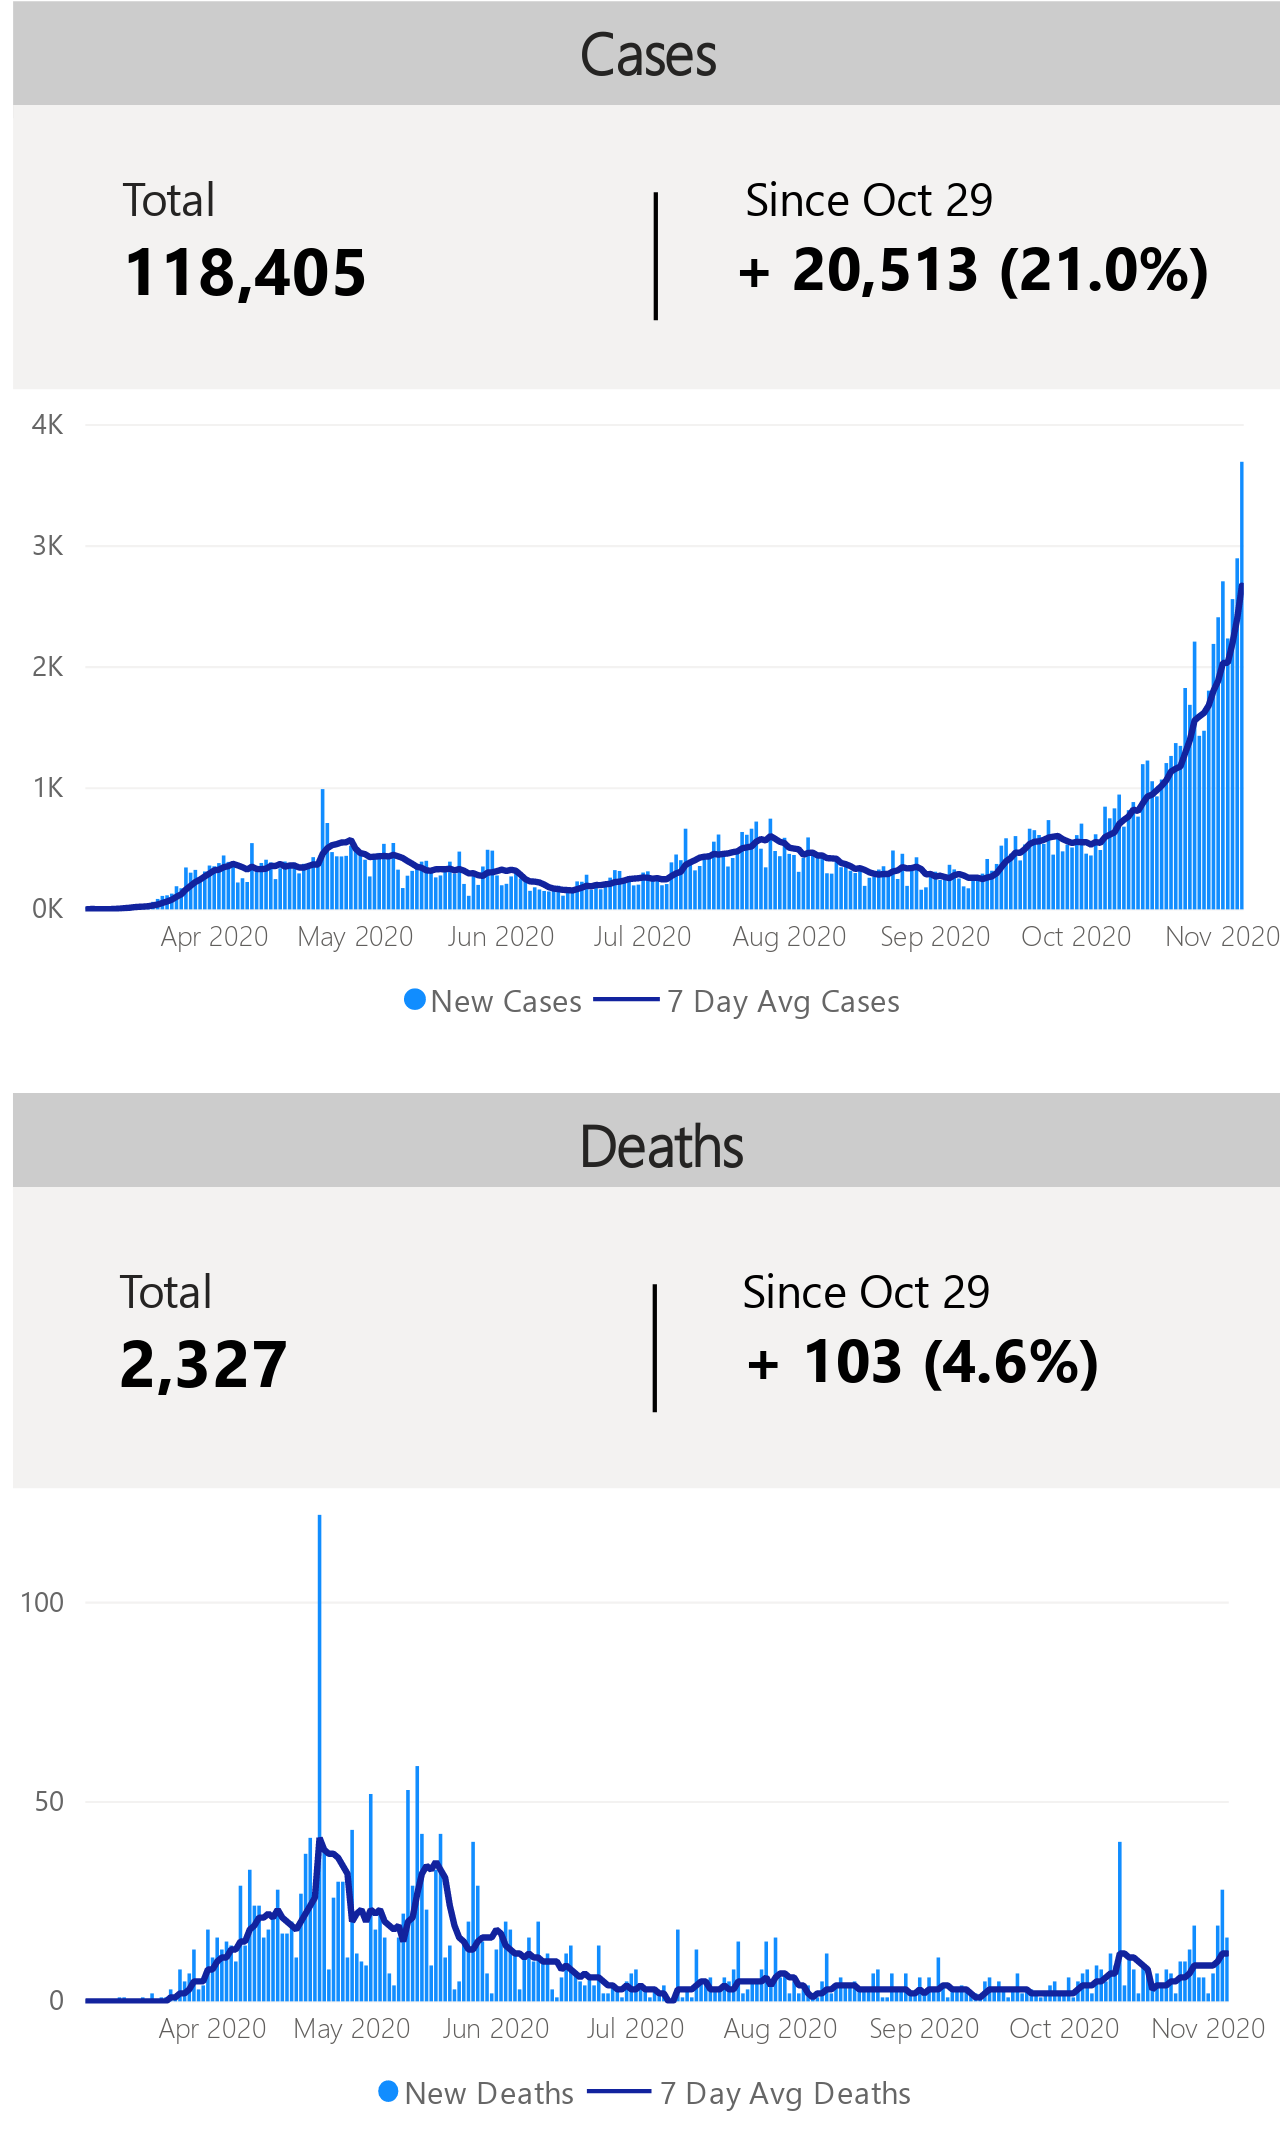 Cases
Total
Since Oct 29
118,405
+ 20,513 (21.0%)
4K
3K
2K
1K
0K
Apr 2020 May 2020 Jun 2020 Jul 2020 Aug 2020 Sep 2020 Oct 2020 Nov 2020
New Cases 7 Day Avg Cases
Deaths
Total
Since Oct 29
2,327
+ 103 (4.6%)
100
50
0
Apr 2020 May 2020 Jun 2020 Jul 2020 Aug 2020 Sep 2020 Oct 2020 Nov 2020
New Deaths 7 Day Avg Deaths